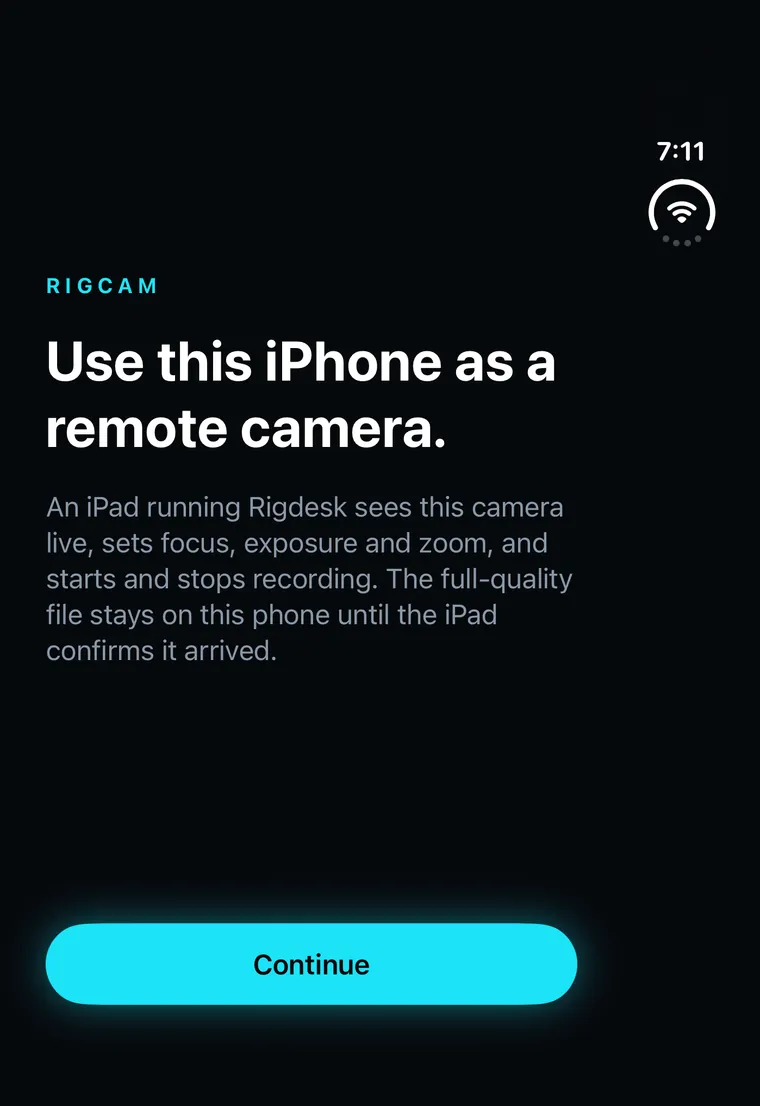 7:11
RIGCAM
Use this iPhone as a
remote camera.
An iPad running Rigdesk sees this camera
live, sets focus, exposure and zoom, and
starts and stops recording. The full-quality
file stays on this phone until the iPad
confirms it arrived.
Continue